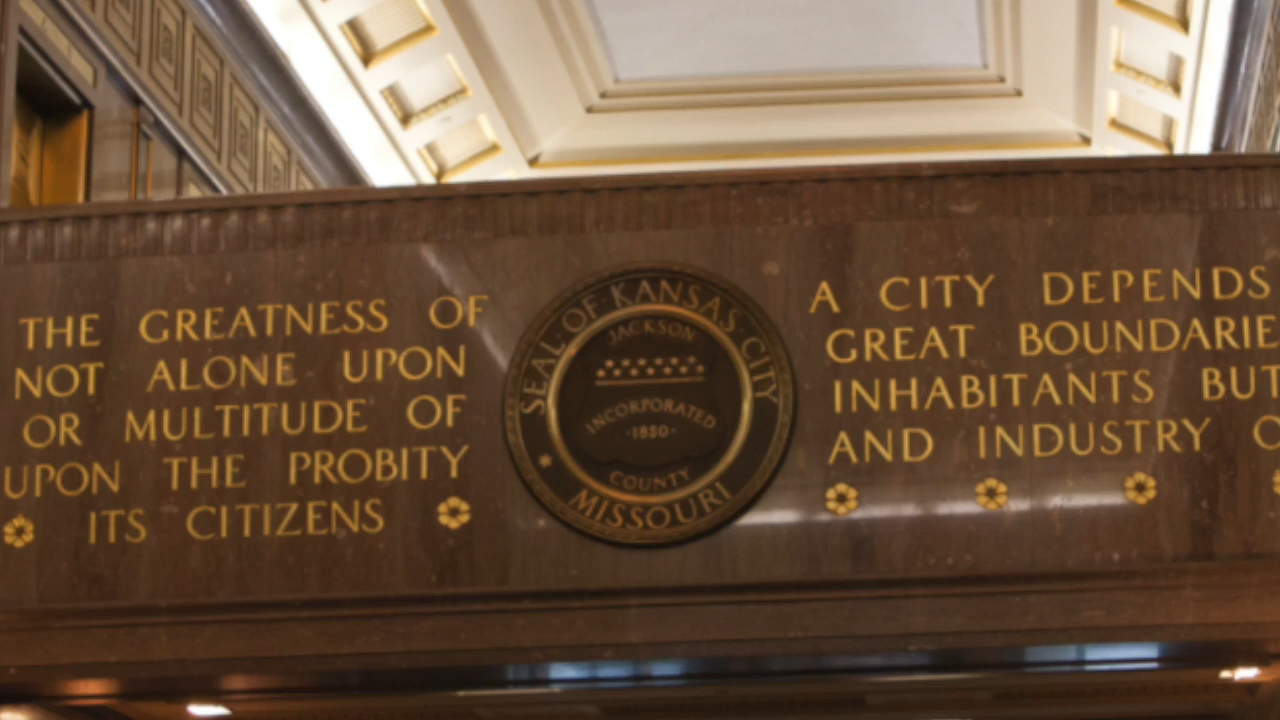 THE GREATNESS OF
NOT ALONE UPON
OR MULTITUDE OF
UPON THE PROBITY
ITS CITIZENS
SEAL · OF · KANSAS · CITY
JACKSON
INCORPORATED
·1850·
COUNTY
MISSOURI
A CITY DEPENDS
GREAT BOUNDARIE
INHABITANTS BUT
AND INDUSTRY